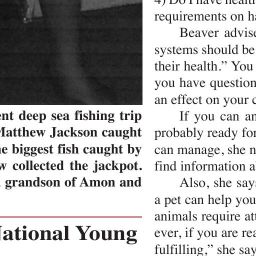 ent deep sea fishing trip
Matthew Jackson caught
he biggest fish caught by
w collected the jackpot.
grandson of Amon and
National Young
4) Do I have health
requirements on ha
Beaver advise
systems should be
their health.” You
you have question
an effect on your c
If you can an
probably ready for
can manage, she n
find information a
Also, she say
a pet can help you
animals require att
ever, if you are rea
fulfilling,” she say